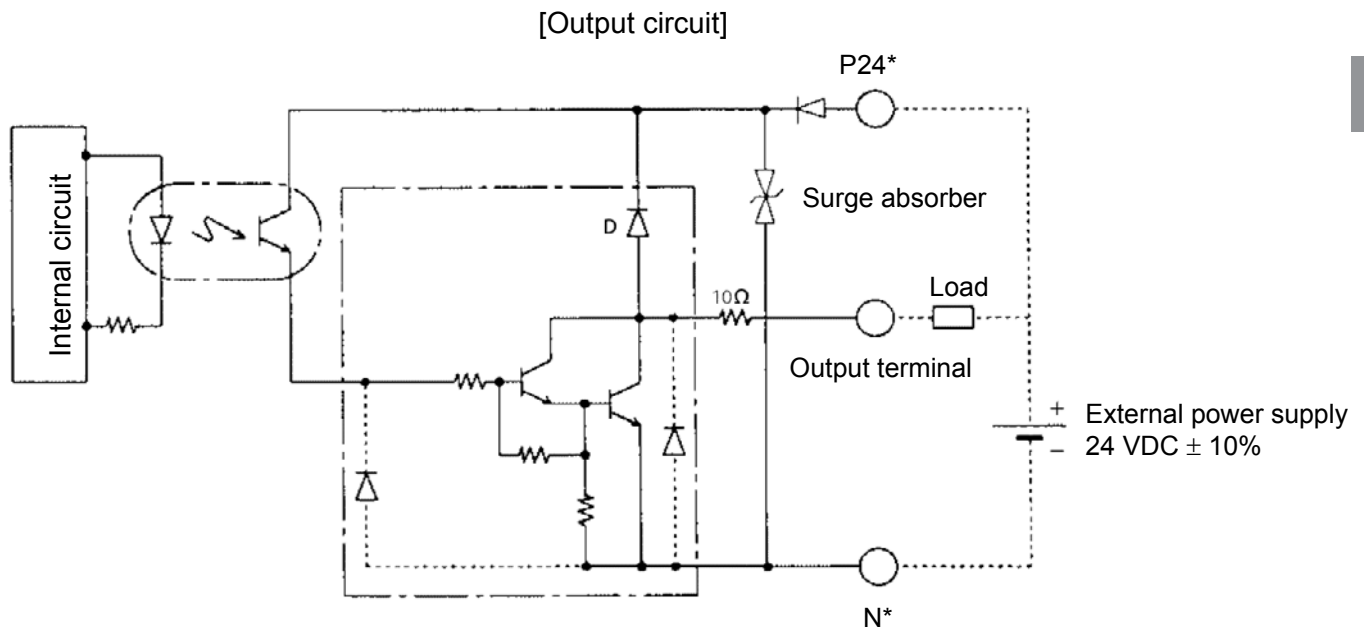 [Output circuit]
P24*
Internal circuit
Surge absorber
D
10Ω
Load
Output terminal
+
External power supply
−
24 VDC ± 10%
N*